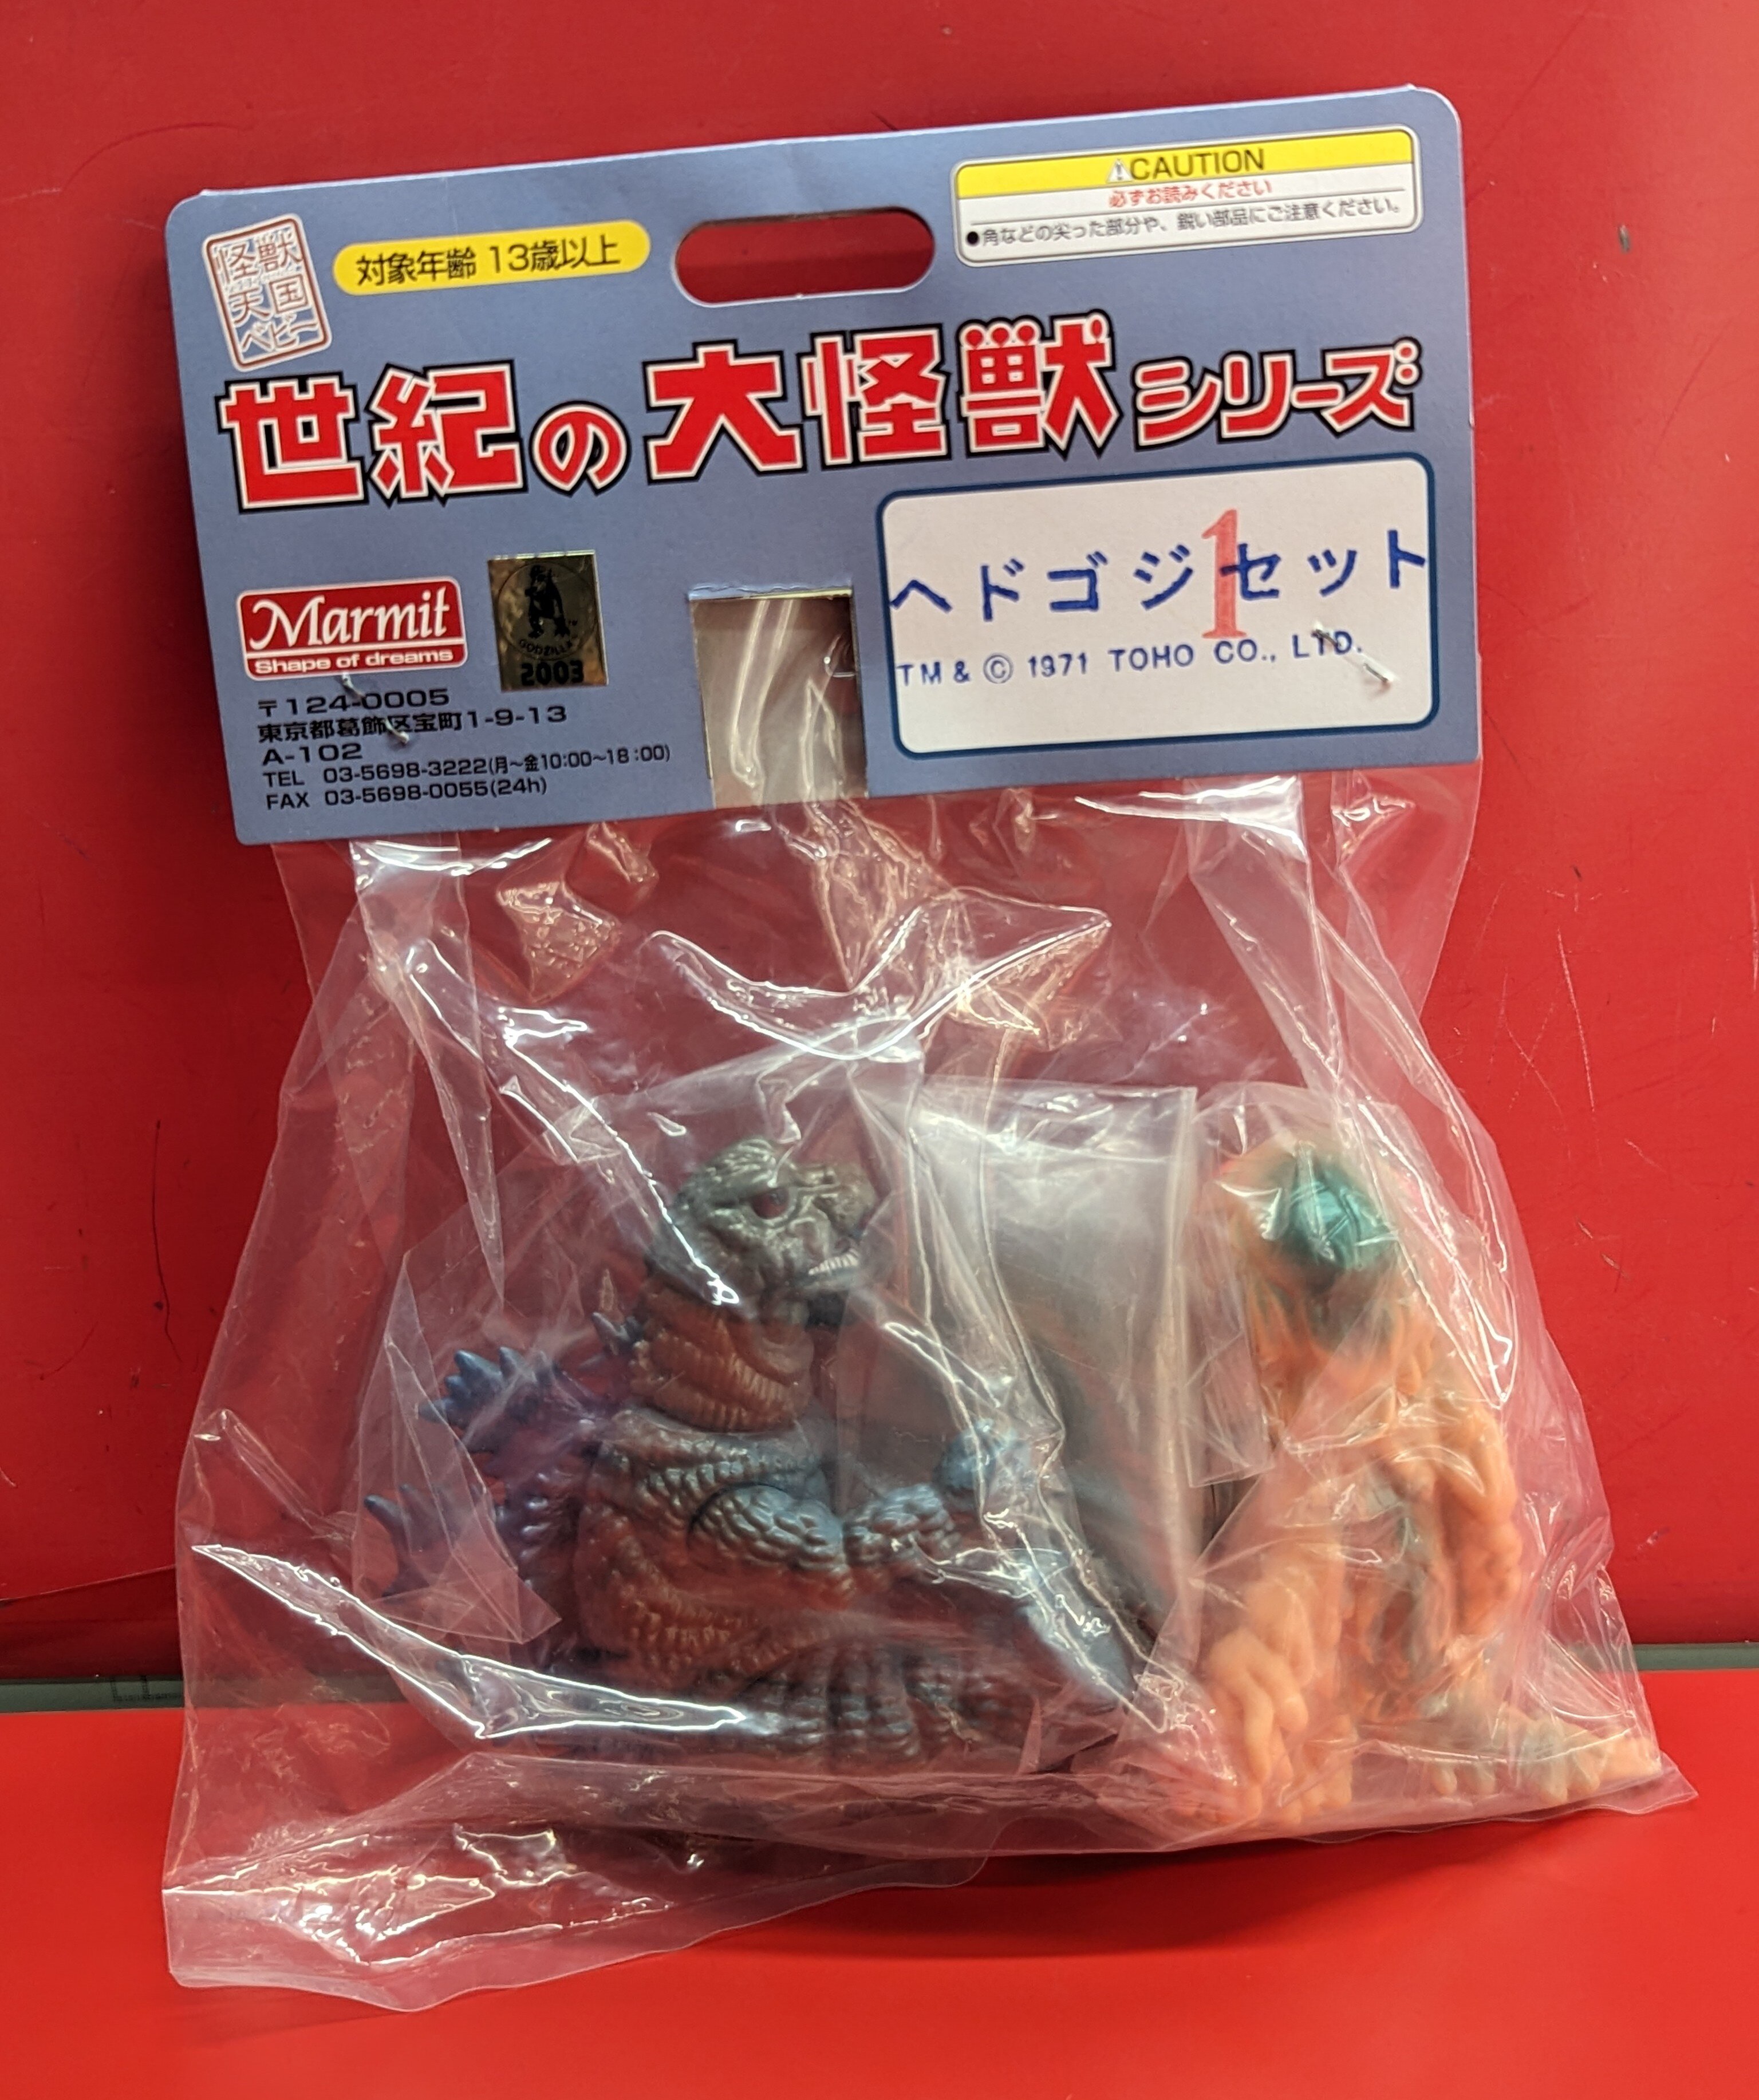 怪獣
天国
ベビー
対象年齢 13歳以上
⚠CAUTION
必ずお読みください
●角などの尖った部分や、鋭い部品にご注意ください。
世紀の大怪獣シリーズ
Marmit
Shape of dreams
GODZILLA
2003
ヘドゴジ1セット
TM & © 1971 TOHO CO., LTD.
〒124-0005
東京都葛飾区宝町1-9-13
A-102
TEL 03-5698-3222(月～金10:00～18:00)
FAX 03-5698-0055(24h)